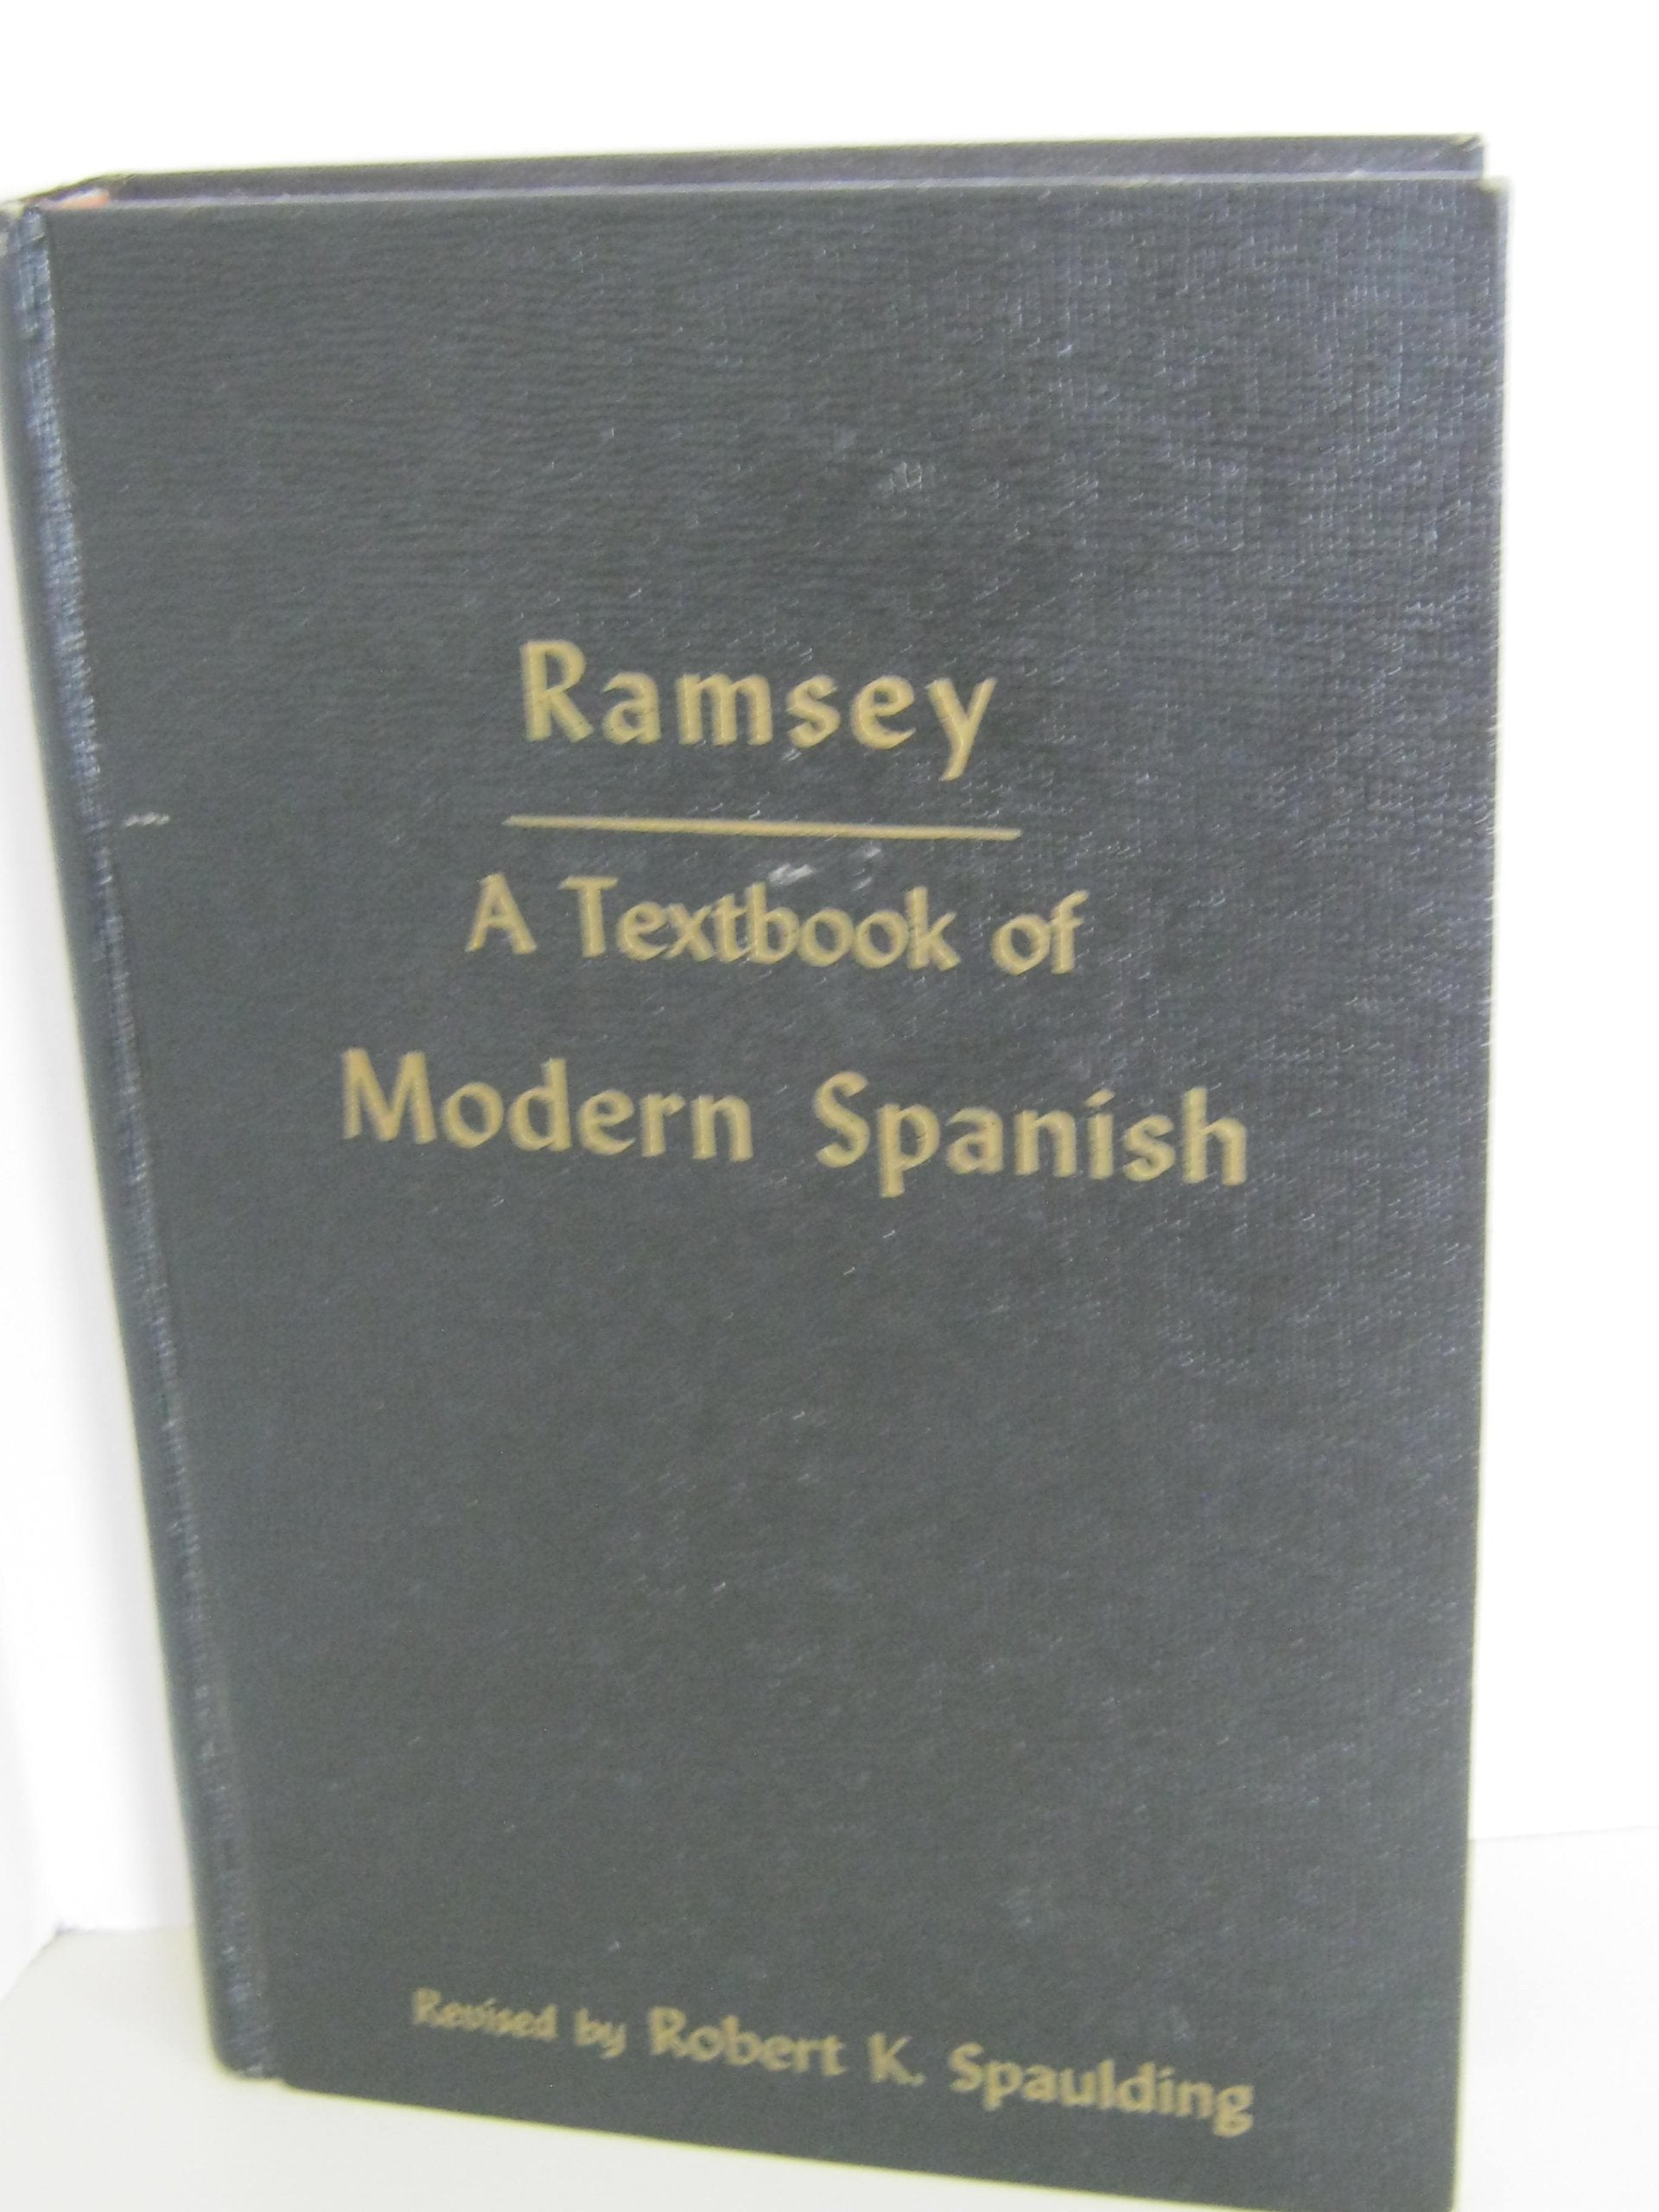 Ramsey
A Textbook of
Modern Spanish
Revised by Robert K. Spaulding